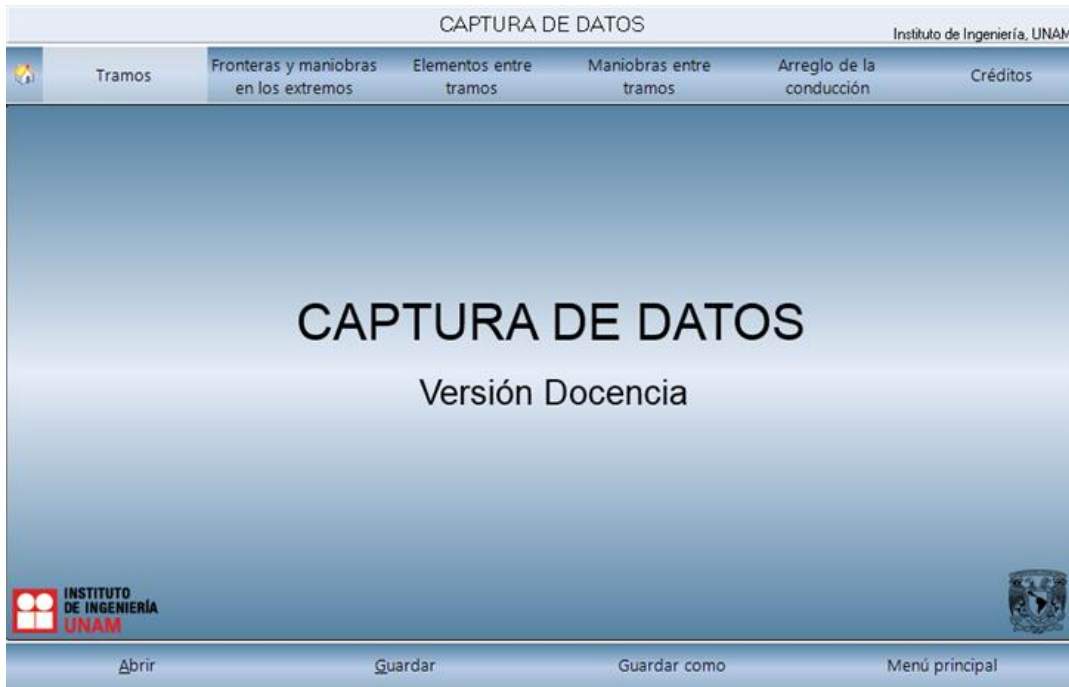 CAPTURA DE DATOS
Instituto de Ingeniería, UNAM
Tramos
Fronteras y maniobras
en los extremos
Elementos entre
tramos
Maniobras entre
tramos
Arreglo de la
conducción
Créditos
CAPTURA DE DATOS
Versión Docencia
INSTITUTO
DE INGENIERÍA
UNAM
Abrir
Guardar
Guardar como
Menú principal